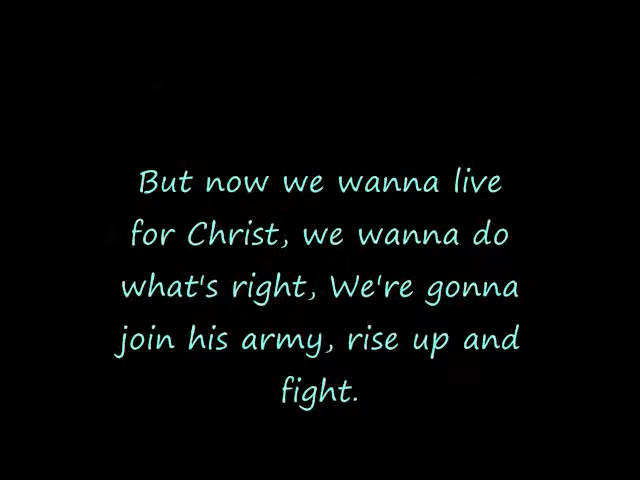 But now we wanna live
for Christ, we wanna do
what's right, We're gonna
join his army, rise up and
fight.